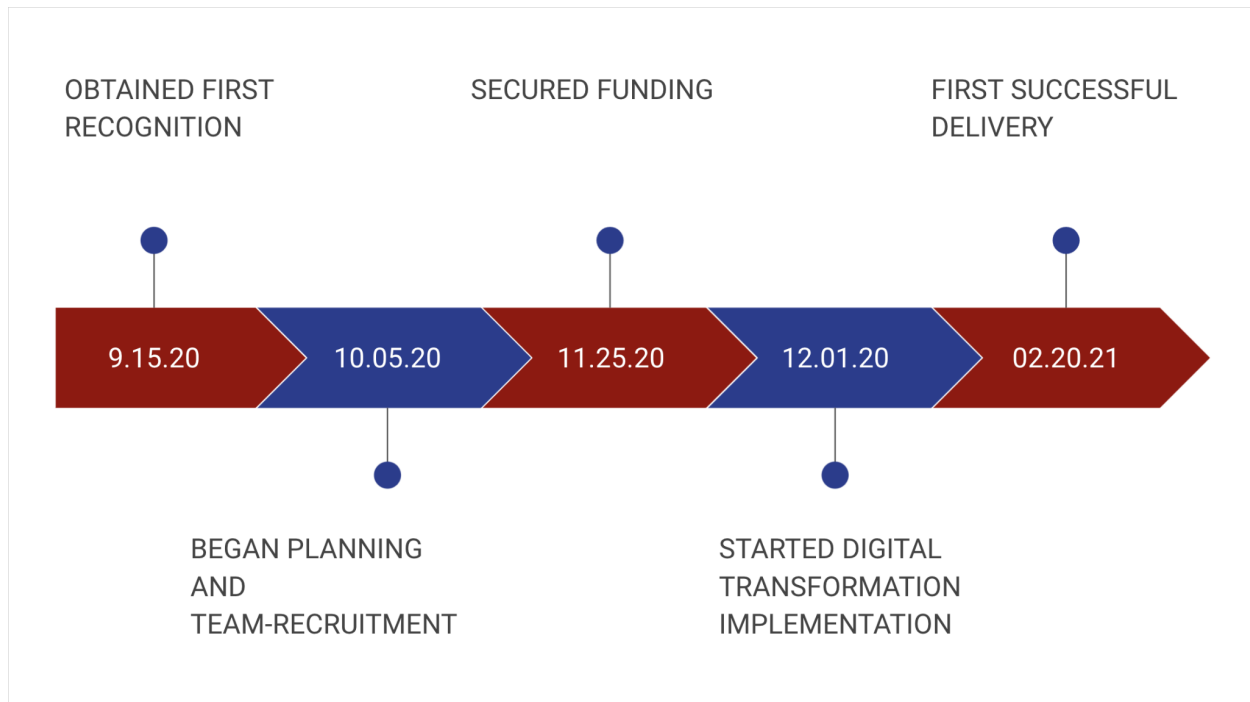 OBTAINED FIRST
RECOGNITION
SECURED FUNDING
FIRST SUCCESSFUL
DELIVERY
9.15.20
10.05.20
11.25.20
12.01.20
02.20.21
BEGAN PLANNING
AND
TEAM-RECRUITMENT
STARTED DIGITAL
TRANSFORMATION
IMPLEMENTATION